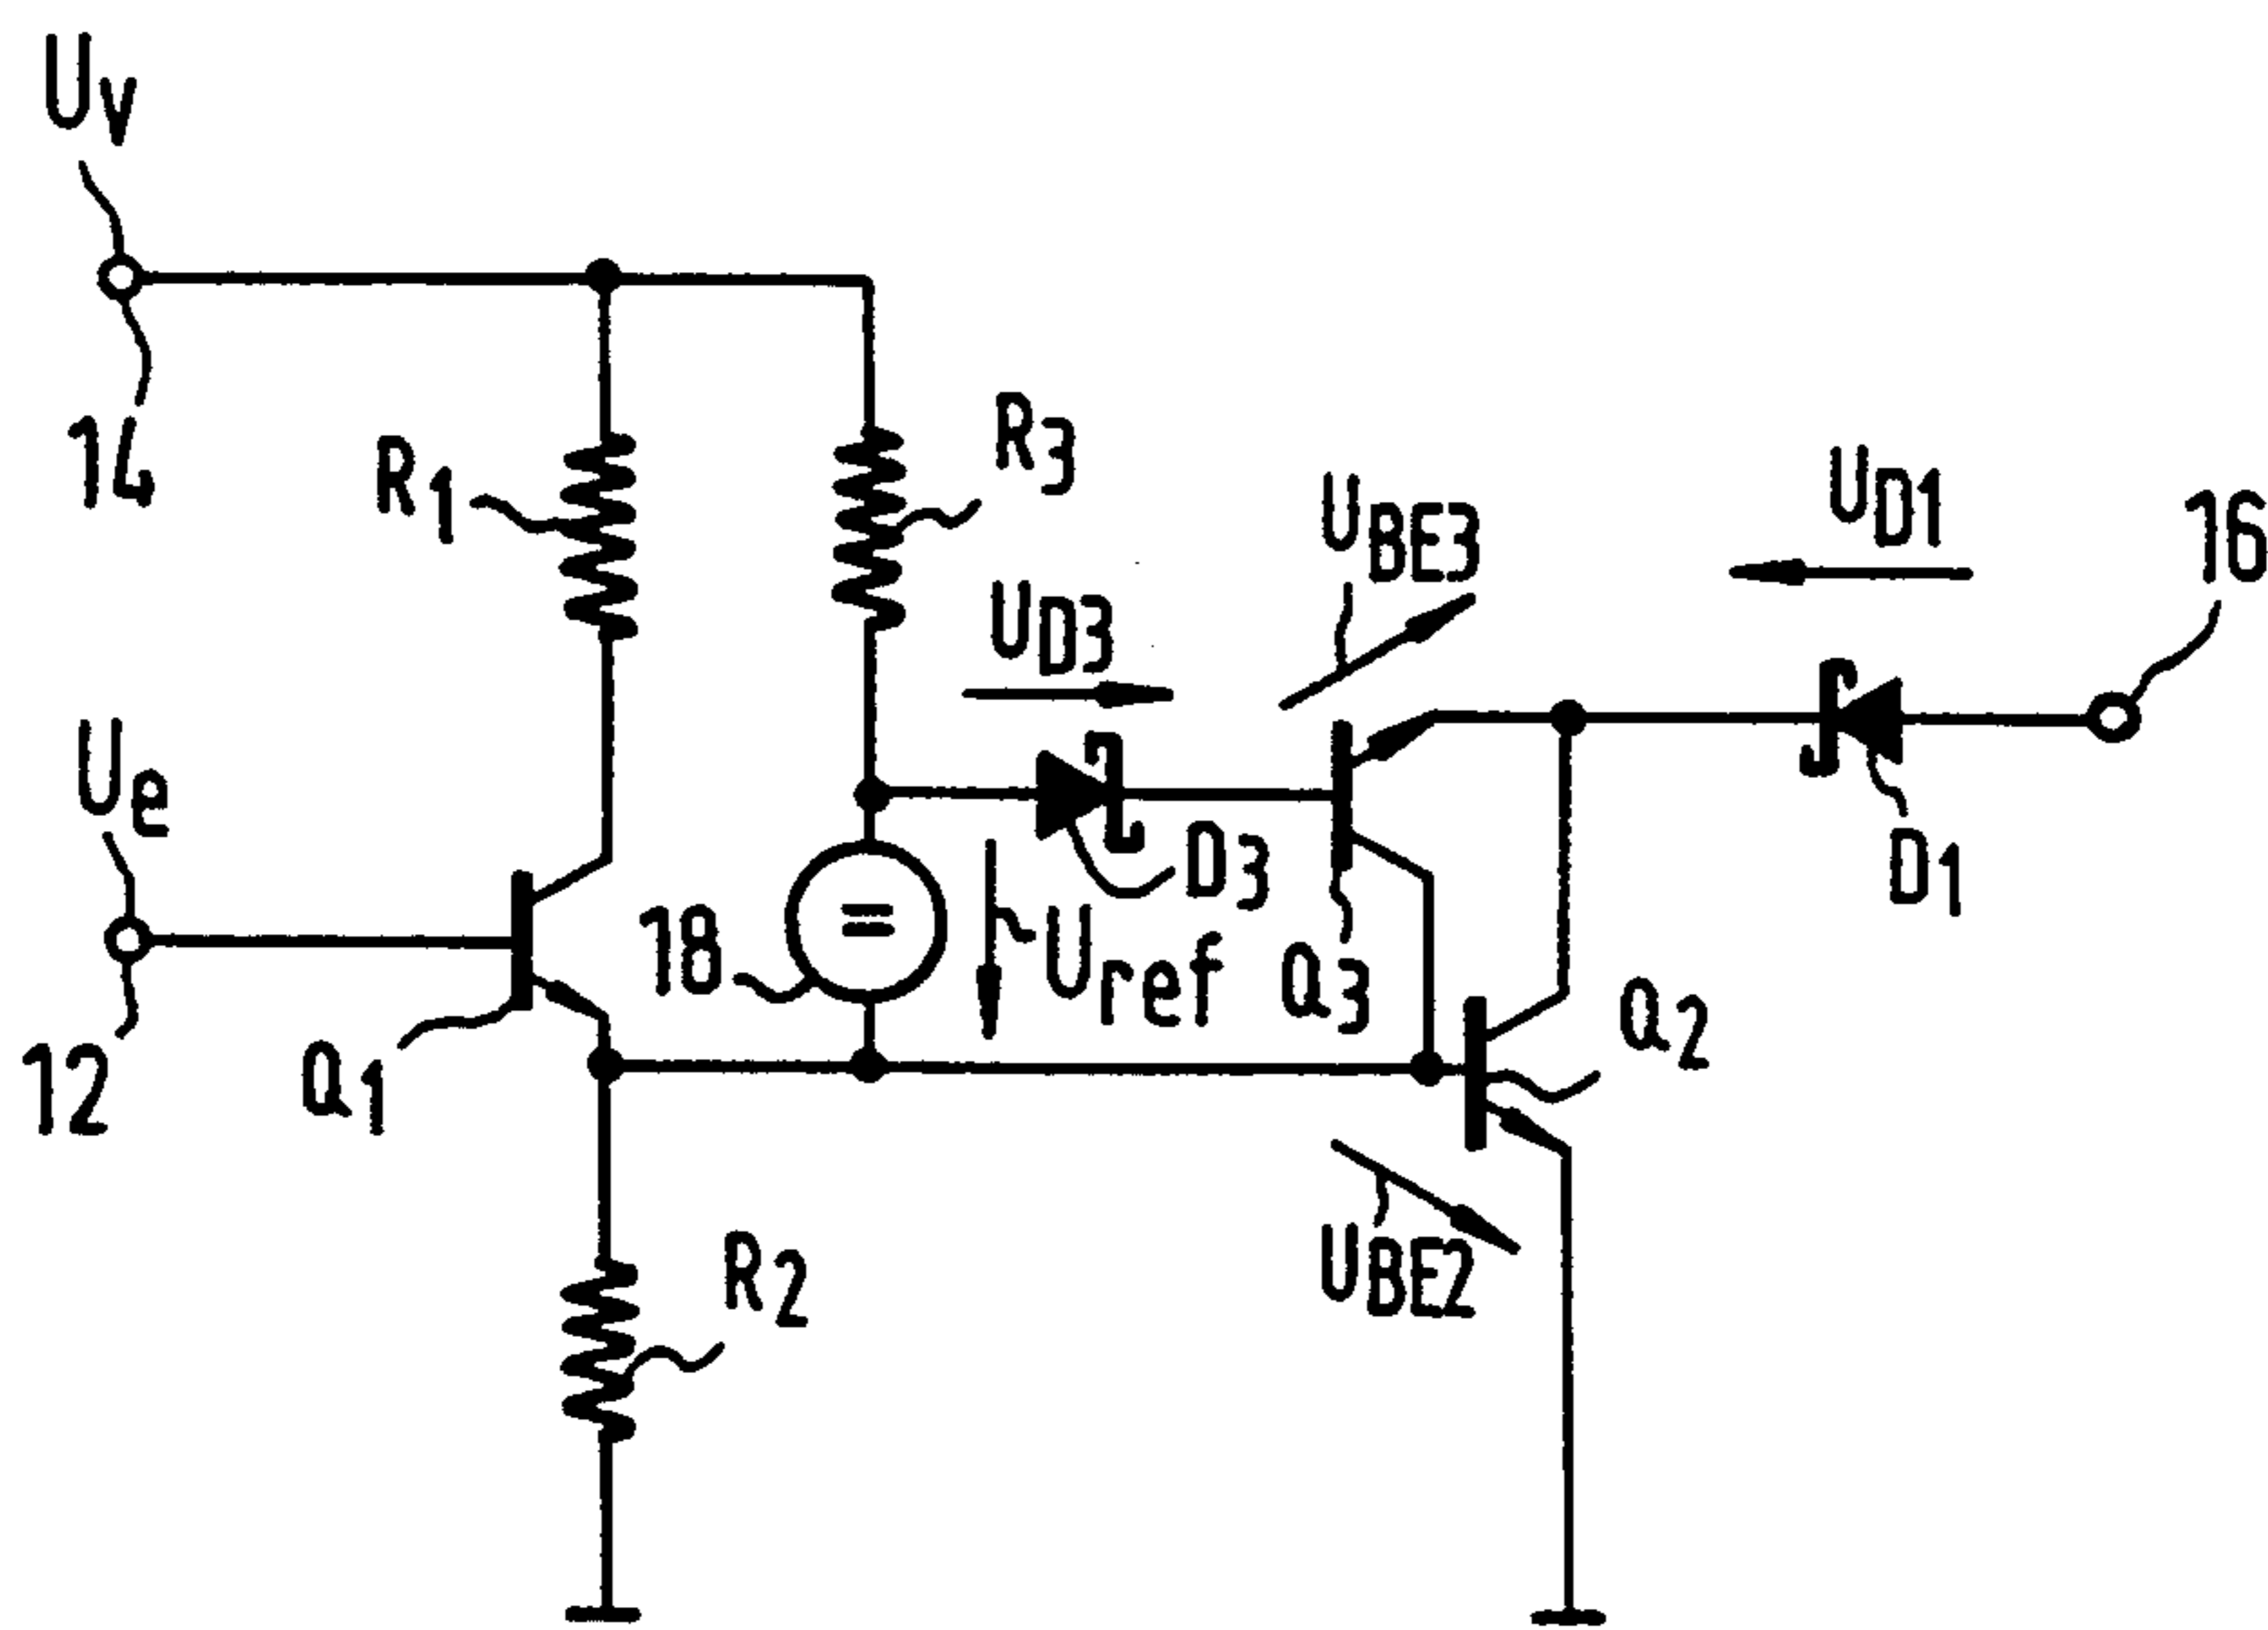 Uv
14
R1
R3
UBE3
UD1
16
UD3
Ue
D3
D1
18
Uref
Q3
Q2
12
Q1
R2
UBE2
=